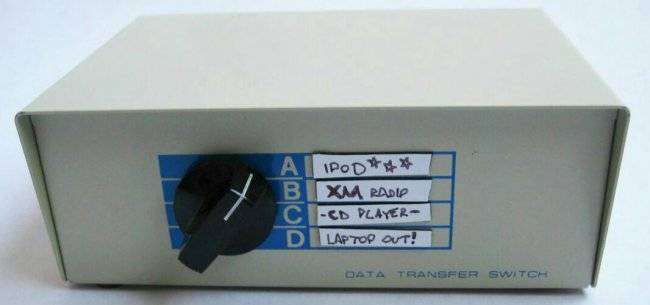 A IPOD ☆☆☆
B XM RADIO
C -CD PLAYER-
D LAPTOP OUT!
DATA TRANSFER SWITCH